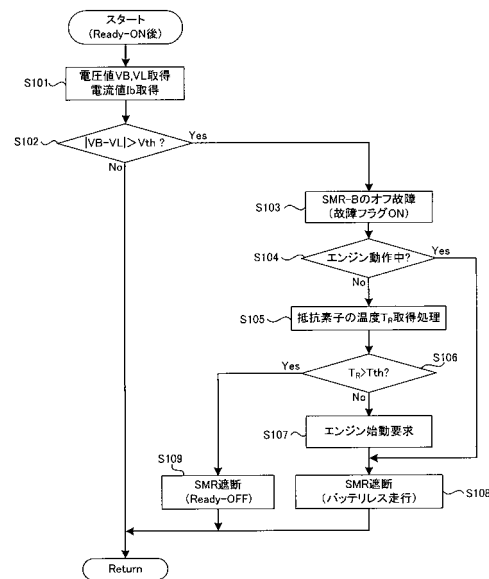 スタート
(Ready-ON後)
S101
電圧値VB,VL取得
電流値Ib取得
S102
|VB-VL|>Vth?
Yes
No
S103
SMR-Bのオフ故障
(故障フラグON)
S104
エンジン動作中?
Yes
No
S105
抵抗素子の温度TR取得処理
S106
TR>Tth?
Yes
No
S107
エンジン始動要求
S109
SMR遮断
(Ready-OFF)
SMR遮断
(バッテリレス走行)
S108
Return